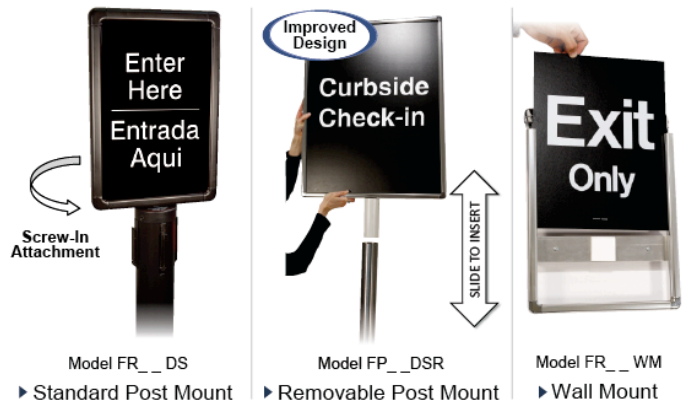 Enter
Here
Entrada
Aqui
Screw-In
Attachment
Model FR_ _ DS
Standard Post Mount
Improved
Design
Curbside
Check-in
SLIDE TO INSERT
Model FP_ _DSR
Removable Post Mount
Exit
Only
Model FR_ _ WM
Wall Mount